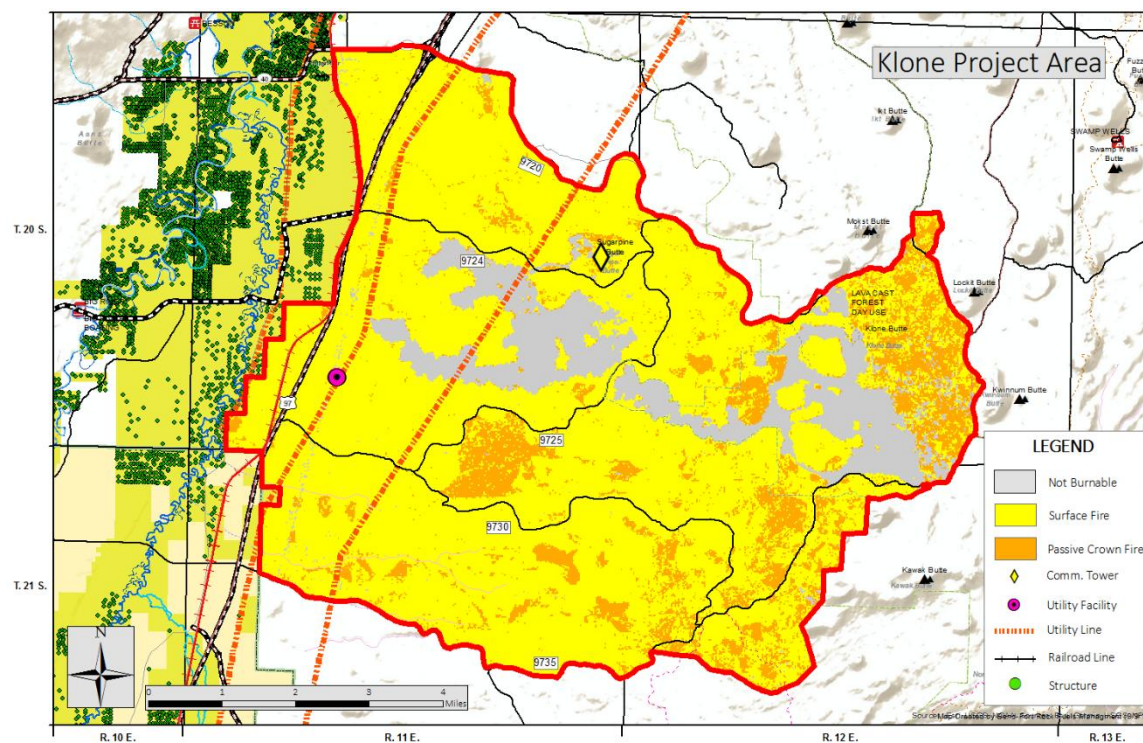 Klone Project Area
40
9720
T. 20 S.
Ikt Butte
SWAMP WELLS
Swamp Wells
Butte
Mokst Butte
Sugarpine
Butte
9724
Lockit Butte
LAVA CAST
FOREST
DAY USE
Klone Butte
97
Kwinnum Butte
9725
9730
T. 21 S.
Kawak Butte
9735
N
0 1 2 3 4
Miles
LEGEND
Not Burnable
Surface Fire
Passive Crown Fire
Comm. Tower
Utility Facility
Utility Line
Railroad Line
Structure
R. 10 E.
R. 11 E.
R. 12 E.
R. 13 E.